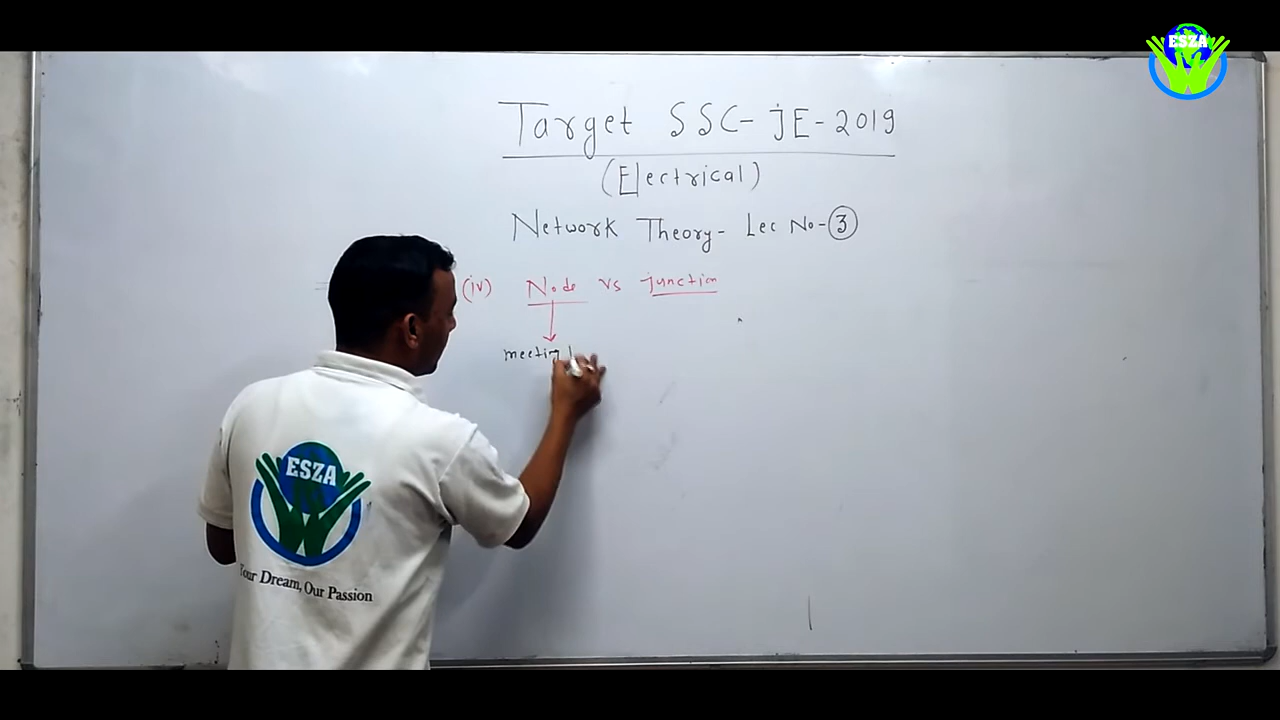 ESZA
Target SSC-JE-2019
(Electrical)
Network Theory- Lec No-3
(iv) Node vs junction
meeting
ESZA
Your Dream, Our Passion